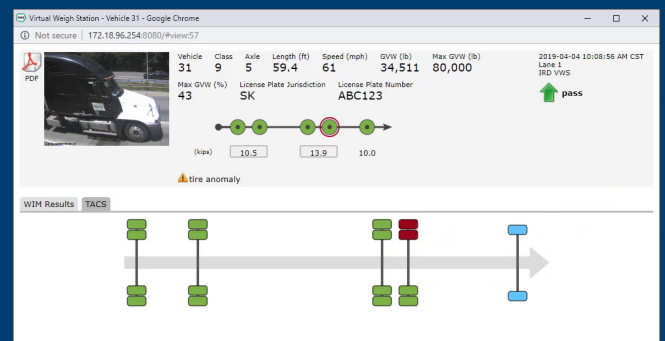 Virtual Weigh Station - Vehicle 31 - Google Chrome
Not secure | 172.18.96.254:8080/#view:57
PDF
Vehicle Class Axle Length (ft) Speed (mph) GVW (lb) Max GVW (lb)
31 9 5 59.4 61 34,511 80,000
Max GVW (%) License Plate Jurisdiction License Plate Number
43 SK ABC123
2019-04-04 10:08:56 AM CST
Lane 1
IRD VWS
pass
(kips) 10.5 13.9 10.0
tire anomaly
WIM Results TACS